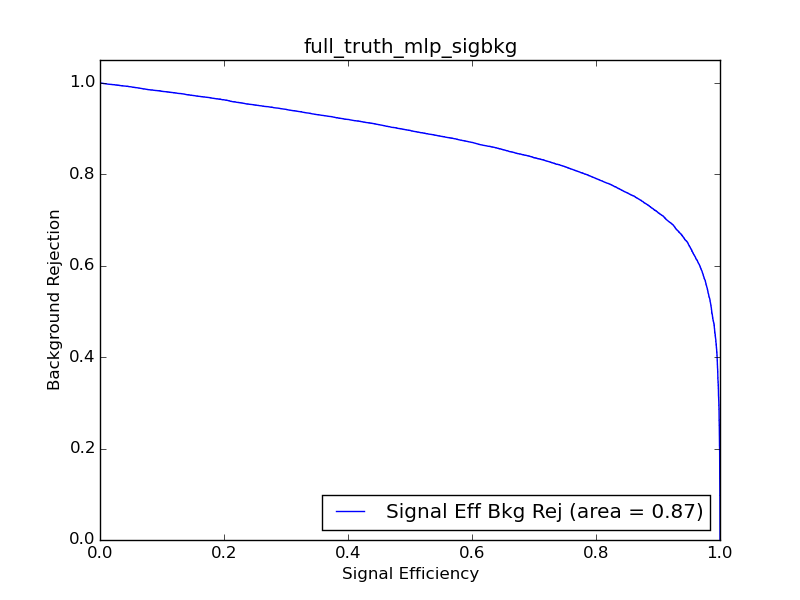 full_truth_mlp_sigbkg
1.0
0.8
0.6
0.4
0.2
0.0
Background Rejection
Signal Eff Bkg Rej (area = 0.87)
0.0 0.2 0.4 0.6 0.8 1.0
Signal Efficiency